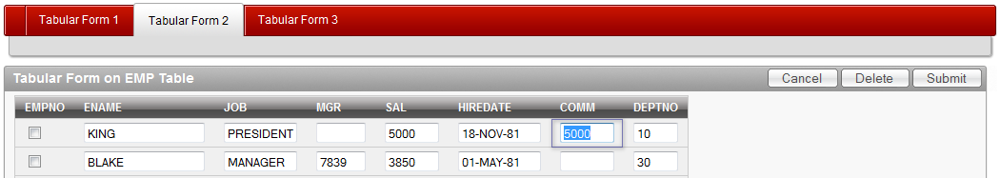 Tabular Form 1 Tabular Form 2 Tabular Form 3
Tabular Form on EMP Table Cancel Delete Submit
EMPNO ENAME JOB MGR SAL HIREDATE COMM DEPTNO
KING PRESIDENT 5000 18-NOV-81 5000 10
BLAKE MANAGER 7839 3850 01-MAY-81 30